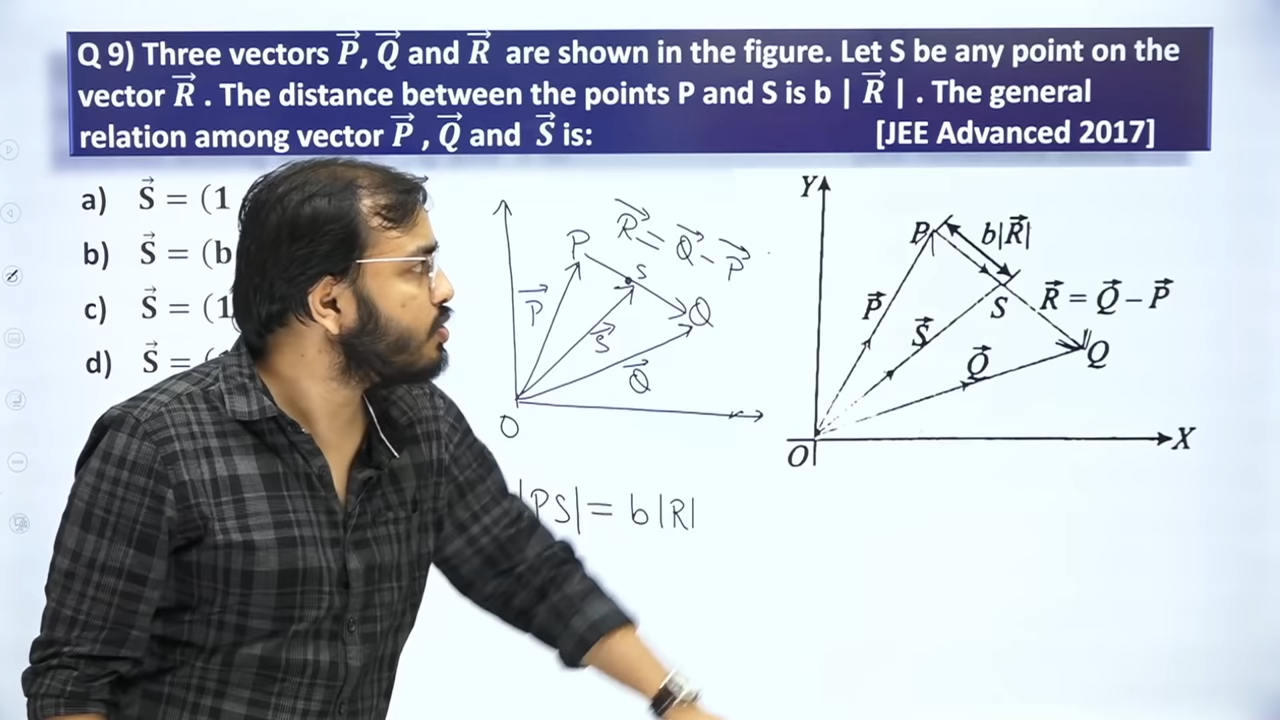 Q 9) Three vectors P⃗, Q⃗ and R⃗ are shown in the figure. Let S be any point on the
vector R⃗ . The distance between the points P and S is b | R⃗ | . The general
relation among vector P⃗ , Q⃗ and S⃗ is:
[JEE Advanced 2017]
a) S⃗ = (1
b) S⃗ = (b
c) S⃗ = (1
d) S⃗ = (
P
R⃗ = Q⃗ - P⃗
S
P⃗
S⃗
Q
Q⃗
O
|PS| = b|R|
Y
P
b|R⃗|
P⃗
S
R⃗ = Q⃗ – P⃗
S⃗
Q⃗
Q
O
X